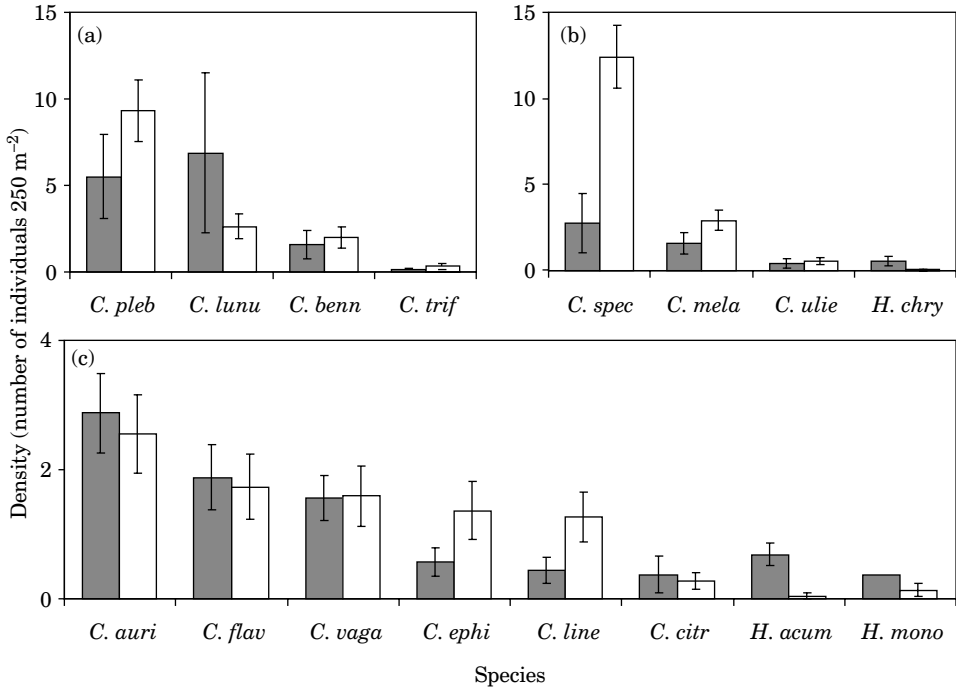 (a)
15
10
5
0
C. pleb C. lunu C. benn C. trif
(b)
15
10
5
0
C. spec C. mela C. ulie H. chry
(c)
4
2
0
C. auri C. flav C. vaga C. ephi C. line C. citr H. acum H. mono
Density (number of individuals 250 m⁻²)
Species